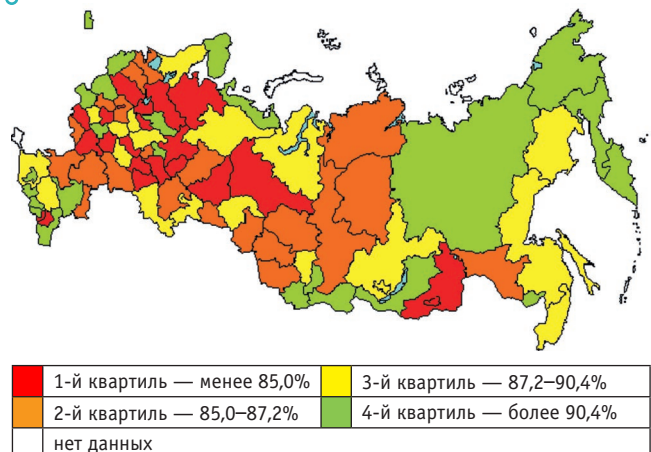 1-й квартиль — менее 85,0%
3-й квартиль — 87,2–90,4%
2-й квартиль — 85,0–87,2%
4-й квартиль — более 90,4%
нет данных